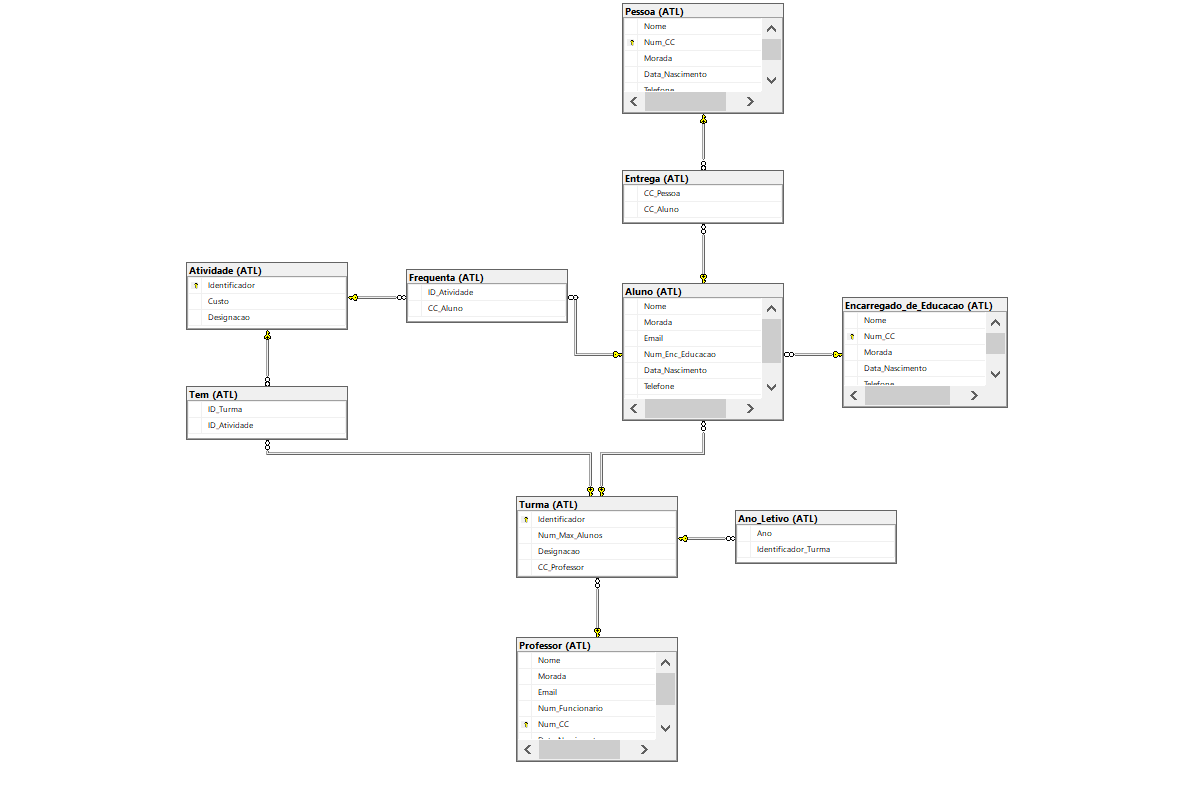 Pessoa (ATL)
Nome
Num_CC
Morada
Data_Nascimento
Telefone
Entrega (ATL)
CC_Pessoa
CC_Aluno
Atividade (ATL)
Identificador
Custo
Designacao
Frequenta (ATL)
ID_Atividade
CC_Aluno
Aluno (ATL)
Nome
Morada
Email
Num_Enc_Educacao
Data_Nascimento
Telefone
Encarregado_de_Educacao (ATL)
Nome
Num_CC
Morada
Data_Nascimento
Telefone
Tem (ATL)
ID_Turma
ID_Atividade
Turma (ATL)
Identificador
Num_Max_Alunos
Designacao
CC_Professor
Ano_Letivo (ATL)
Ano
Identificador_Turma
Professor (ATL)
Nome
Morada
Email
Num_Funcionario
Num_CC